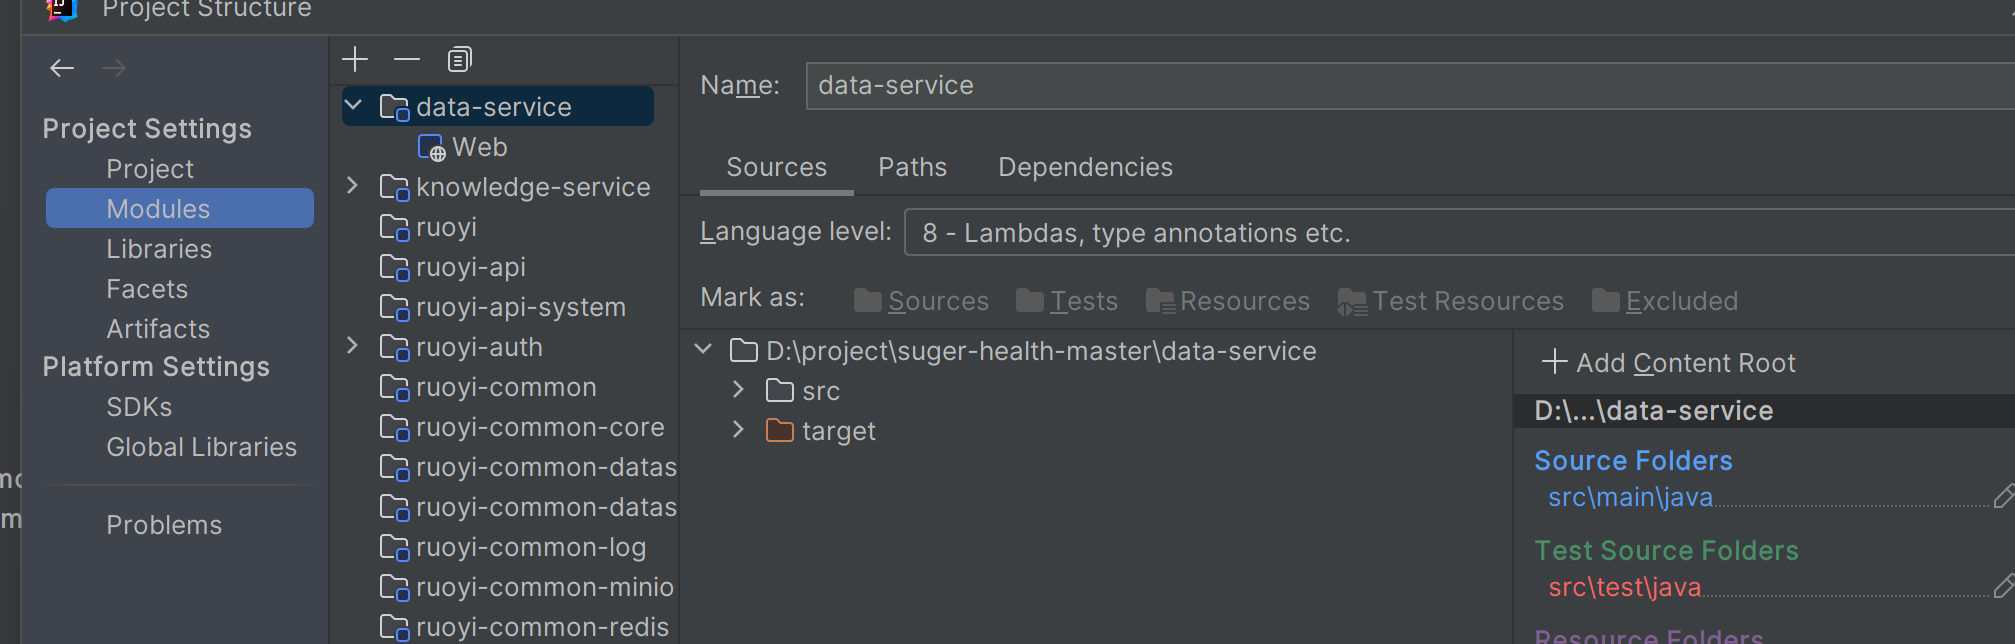 Project Structure
Project Settings
Project
Modules
Libraries
Facets
Artifacts
Platform Settings
SDKs
Global Libraries
Problems
data-service
Web
knowledge-service
ruoyi
ruoyi-api
ruoyi-api-system
ruoyi-auth
ruoyi-common
ruoyi-common-core
ruoyi-common-datas
ruoyi-common-datas
ruoyi-common-log
ruoyi-common-minio
ruoyi-common-redis
Name: data-service
Sources Paths Dependencies
Language level: 8 - Lambdas, type annotations etc.
Mark as: Sources Tests Resources Test Resources Excluded
D:\project\suger-health-master\data-service
src
target
Add Content Root
D:\...\data-service
Source Folders
src\main\java
Test Source Folders
src\test\java
Resource Folders